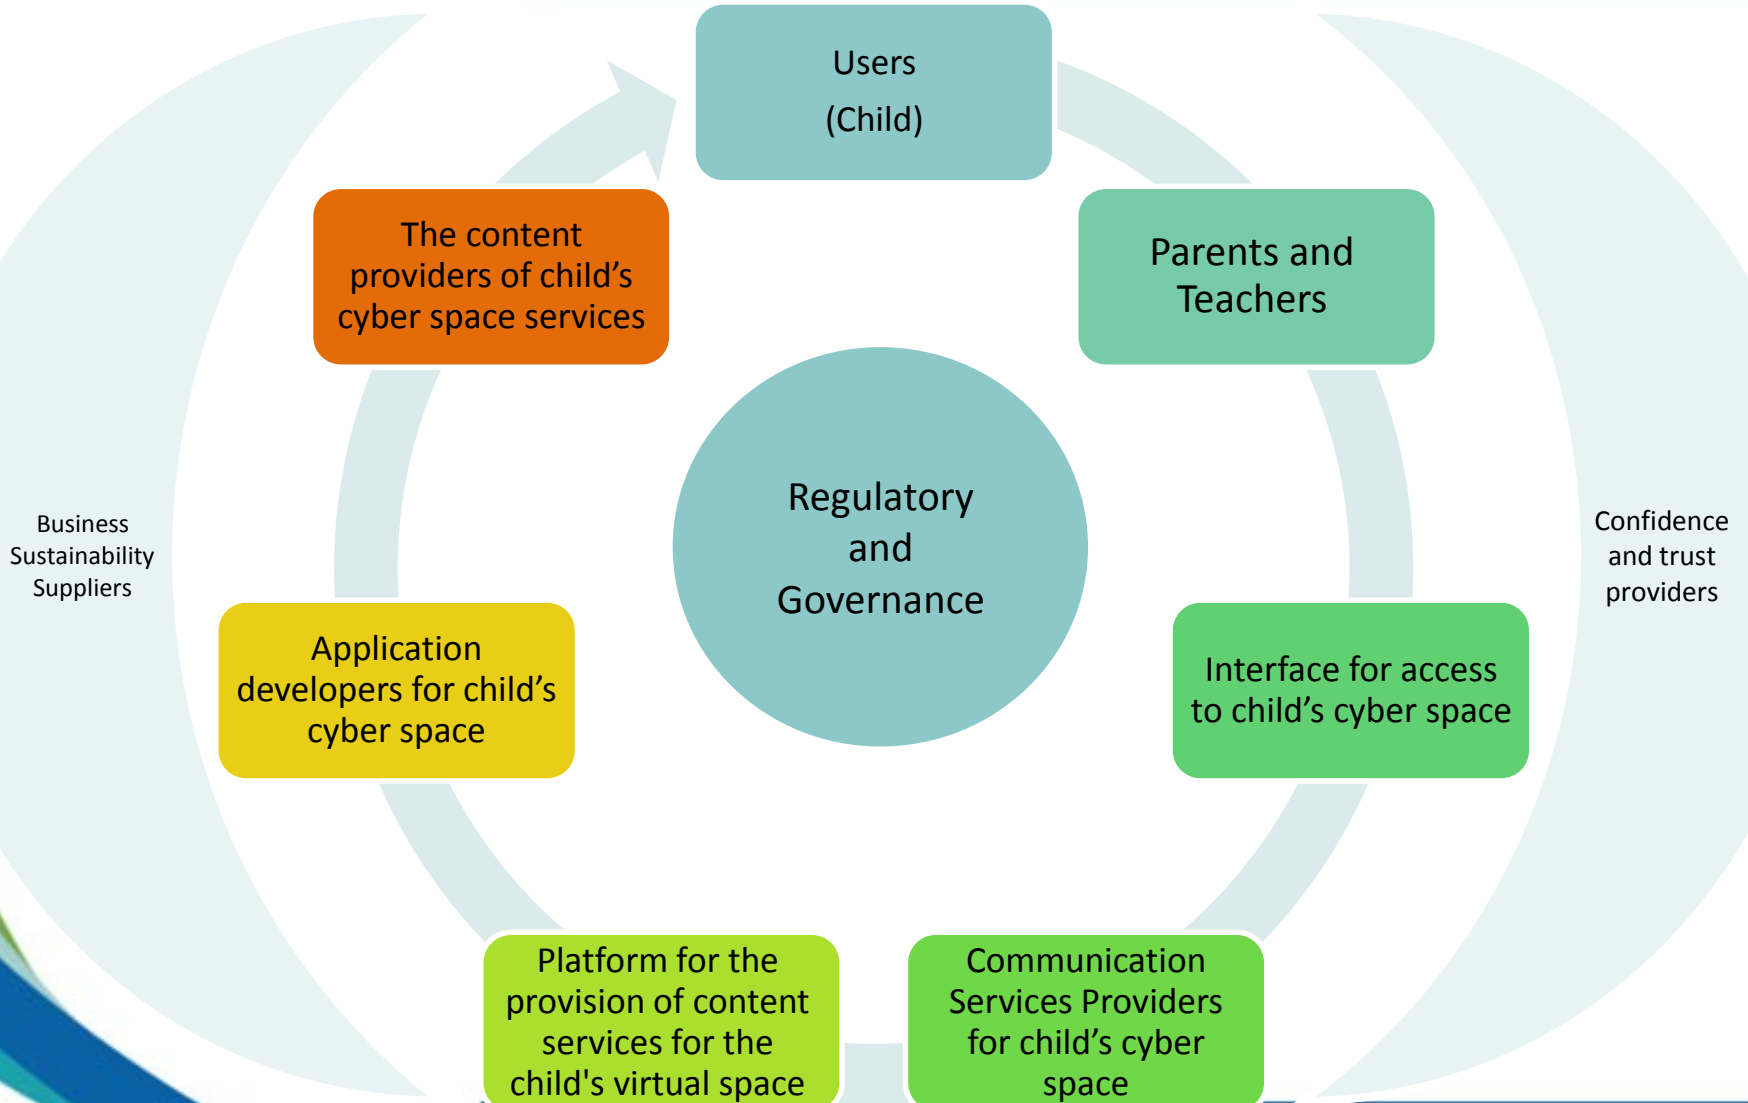 Users
(Child)
The content
providers of child’s
cyber space services
Parents and
Teachers
Regulatory
and
Governance
Business
Sustainability
Suppliers
Confidence
and trust
providers
Application
developers for child’s
cyber space
Interface for access
to child’s cyber space
Platform for the
provision of content
services for the
child's virtual space
Communication
Services Providers
for child’s cyber
space